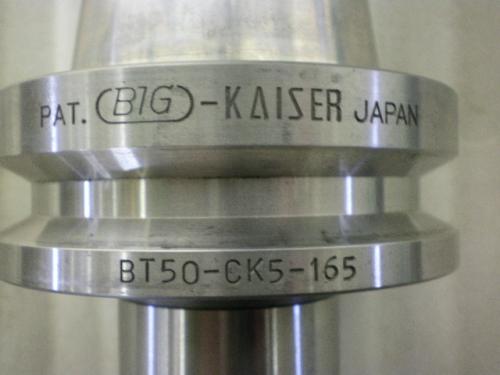 PAT. BIG-KAISER JAPAN
BT50-CK5-165